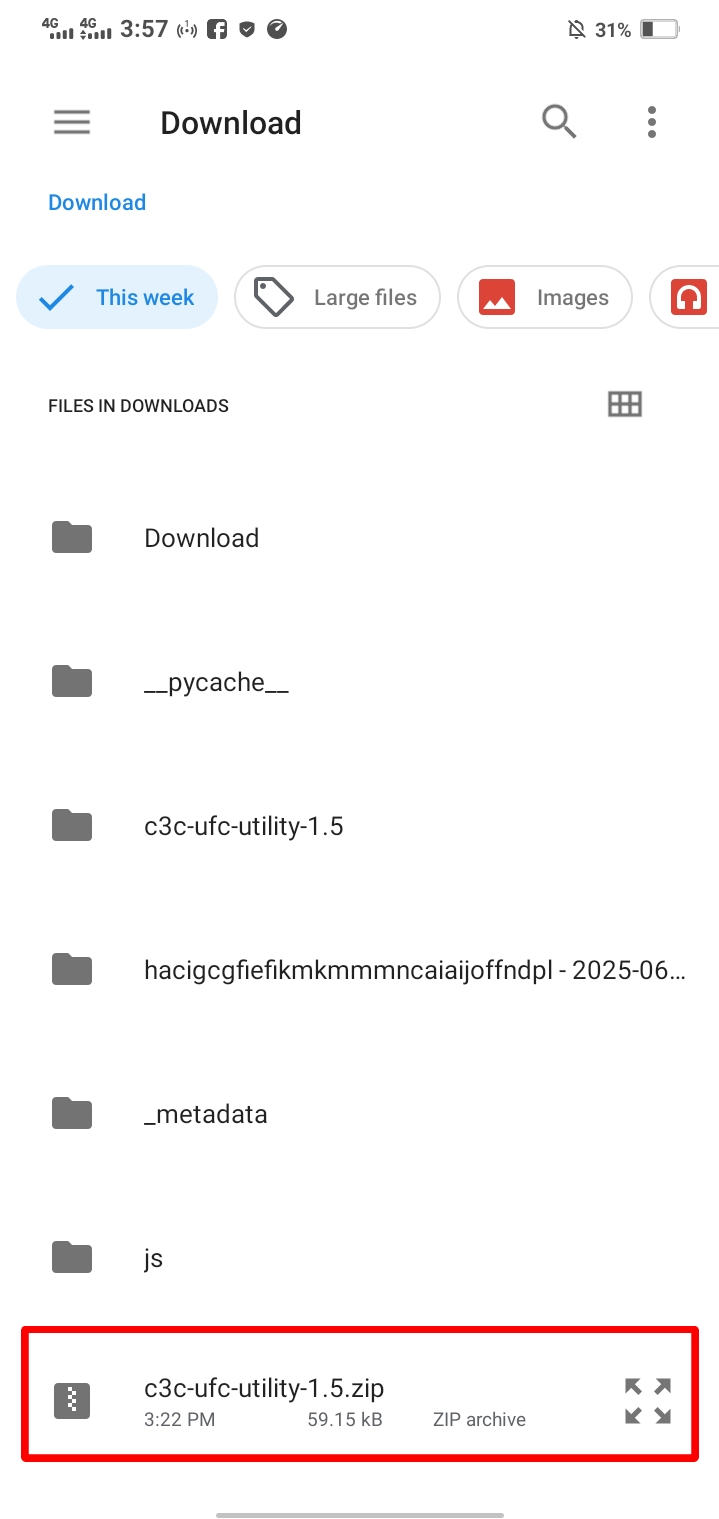 4G 4G 3:57 31%
Download
Download
This week Large files Images
FILES IN DOWNLOADS
Download
__pycache__
c3c-ufc-utility-1.5
hacigcgfiefikmkmmmncaiaijoffndpl - 2025-06...
_metadata
js
c3c-ufc-utility-1.5.zip
3:22 PM 59.15 kB ZIP archive